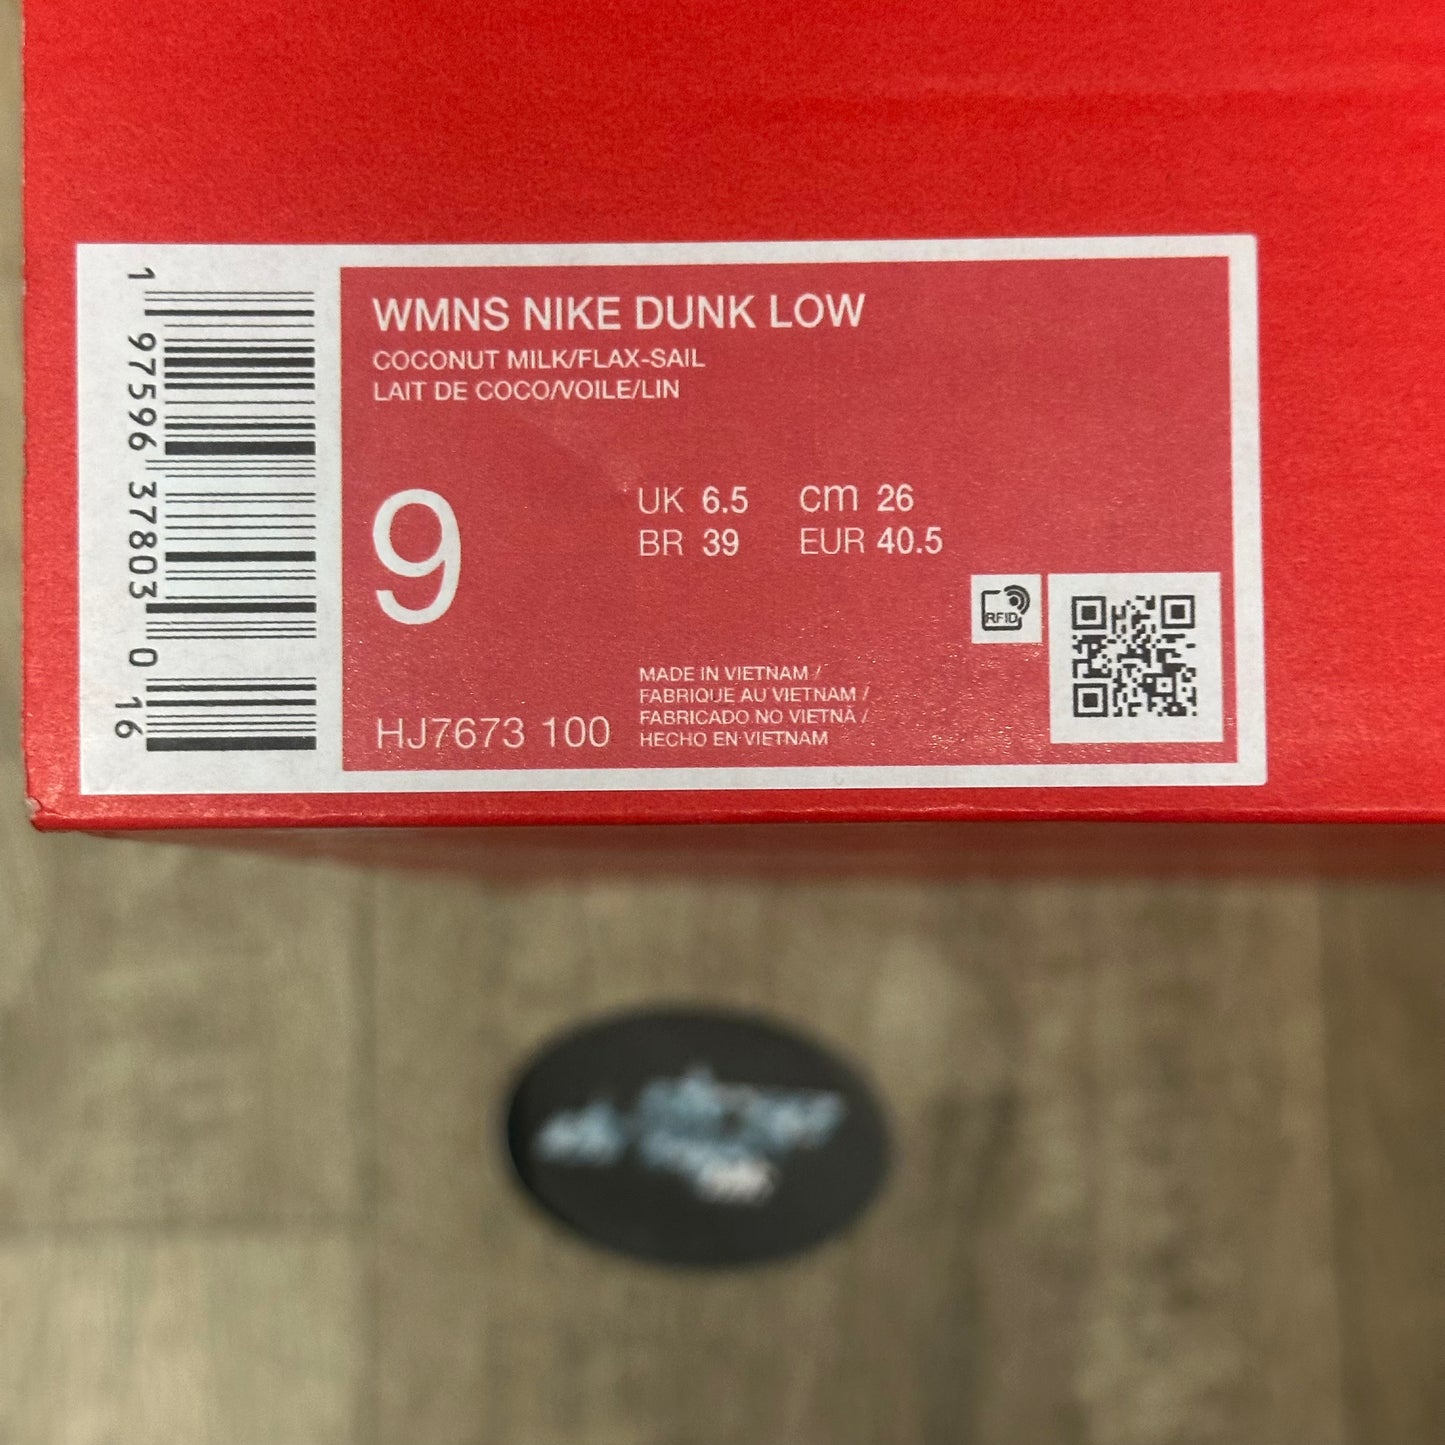 WMNS NIKE DUNK LOW
COCONUT MILK/FLAX-SAIL
LAIT DE COCO/VOILE/LIN
9
UK 6.5 cm 26
BR 39 EUR 40.5
RFID
MADE IN VIETNAM /
FABRIQUE AU VIETNAM /
FABRICADO NO VIETNÃ /
HECHO EN VIETNAM
HJ7673 100
1 97596 37803 0 16